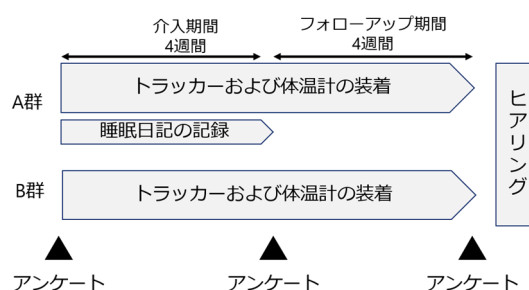 介入期間
4週間
フォローアップ期間
4週間
A群
トラッカーおよび体温計の装着
睡眠日記の記録
B群
トラッカーおよび体温計の装着
ヒアリング
アンケート
アンケート
アンケート